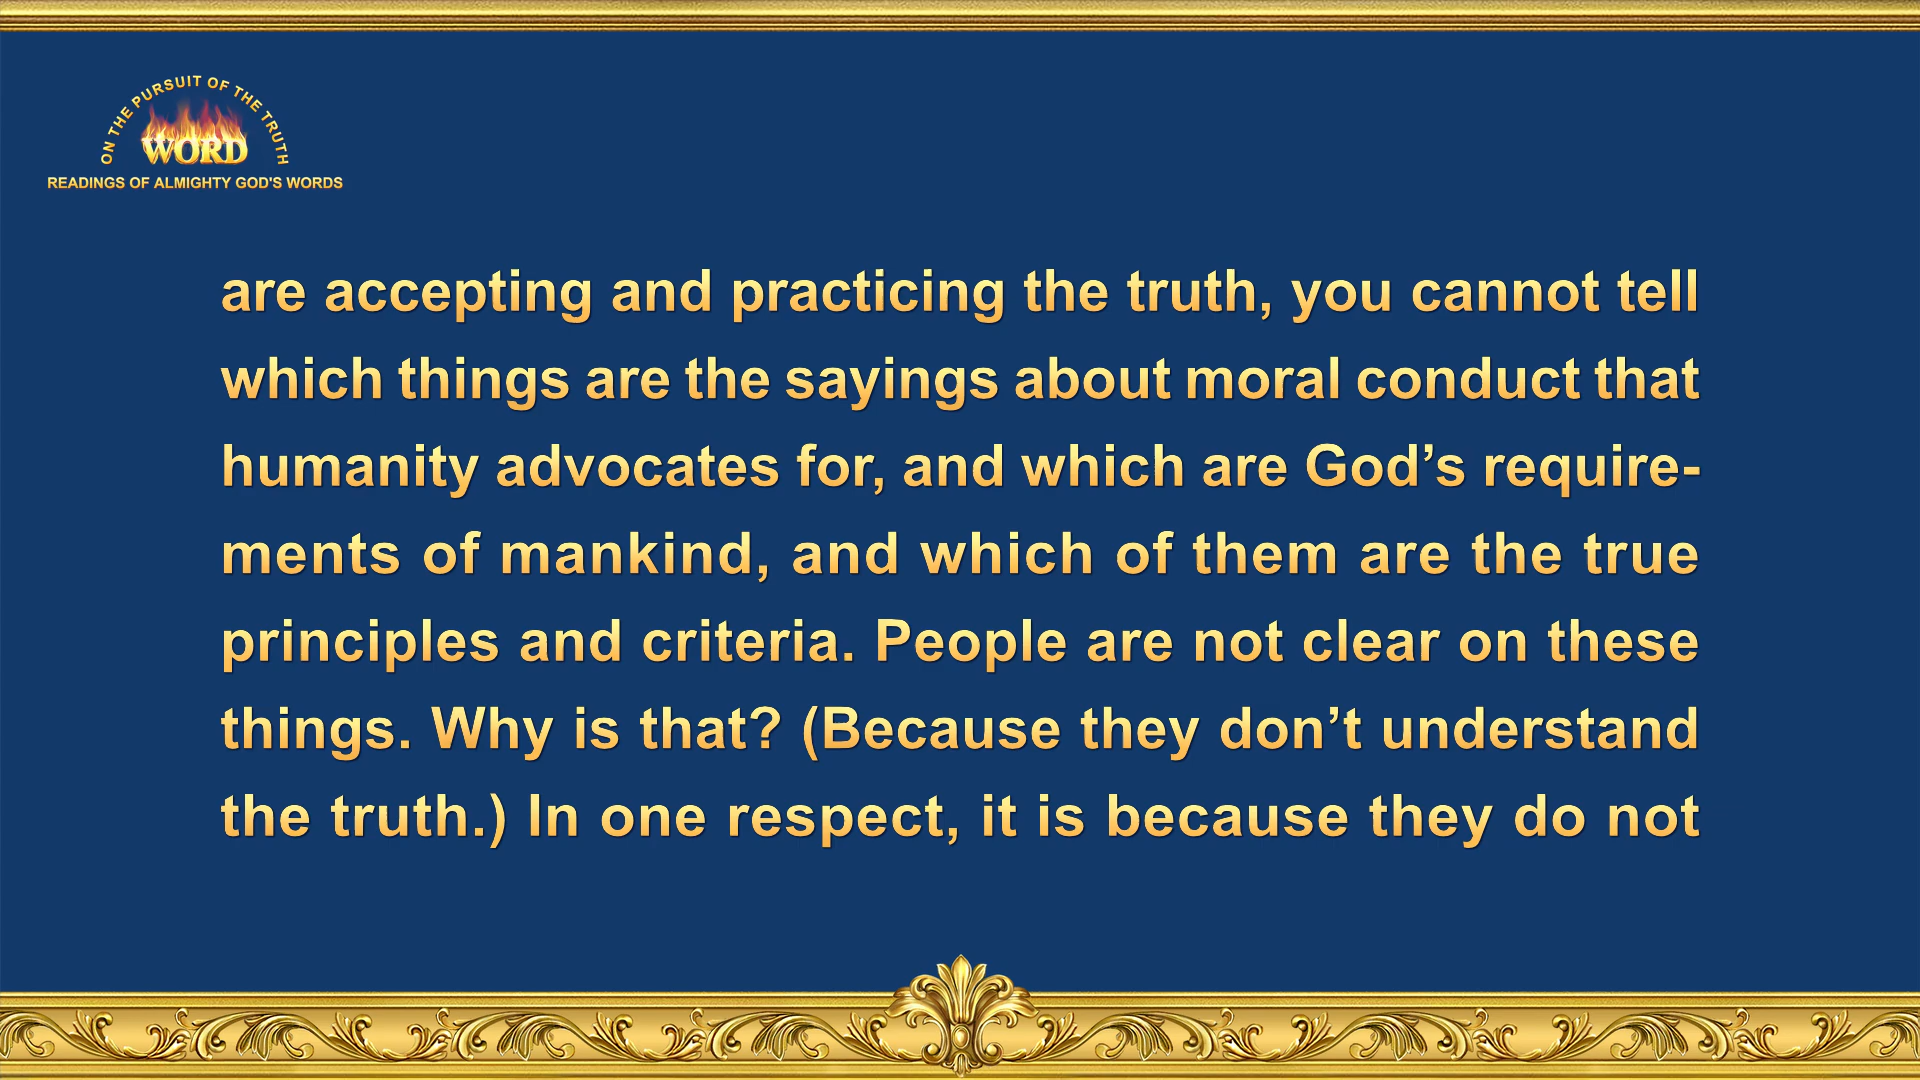 ON THE PURSUIT OF THE TRUTH
WORD
READINGS OF ALMIGHTY GOD'S WORDS
are accepting and practicing the truth, you cannot tell
which things are the sayings about moral conduct that
humanity advocates for, and which are God’s require-
ments of mankind, and which of them are the true
principles and criteria. People are not clear on these
things. Why is that? (Because they don’t understand
the truth.) In one respect, it is because they do not